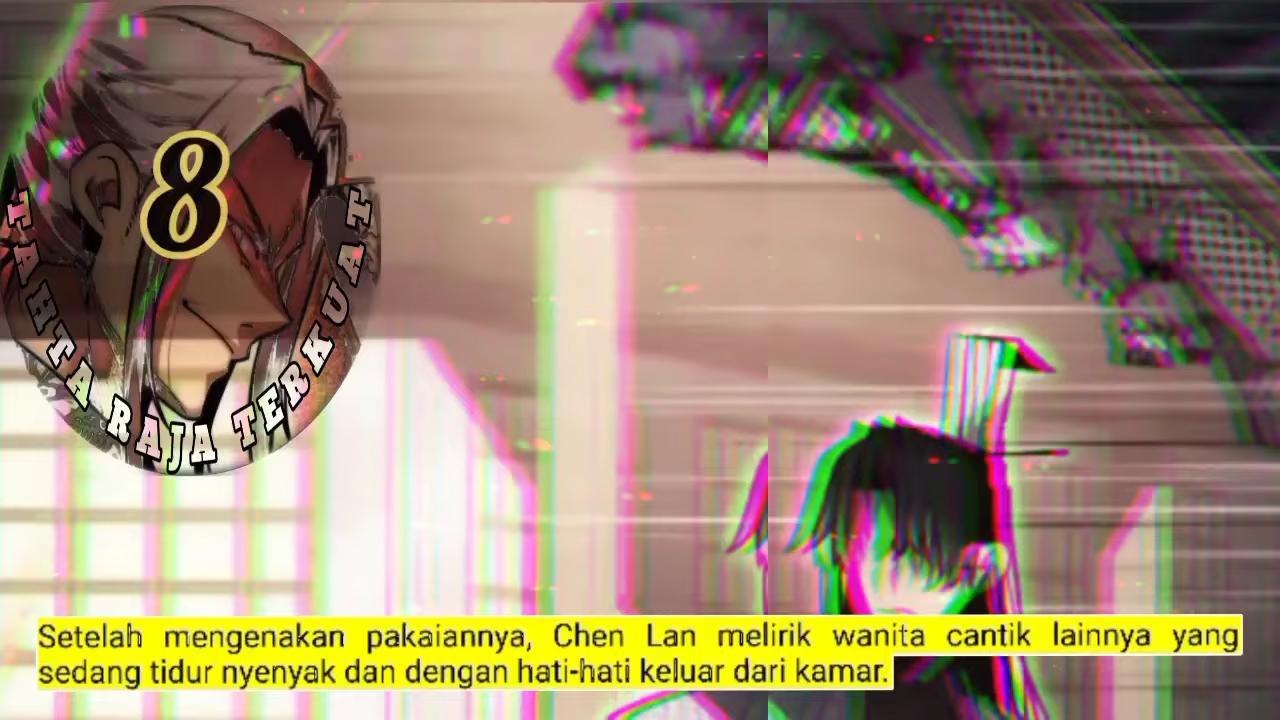 8
TAHTA RAJA TERKUAT
Setelah mengenakan pakaiannya, Chen Lan melirik wanita cantik lainnya yang
sedang tidur nyenyak dan dengan hati-hati keluar dari kamar.